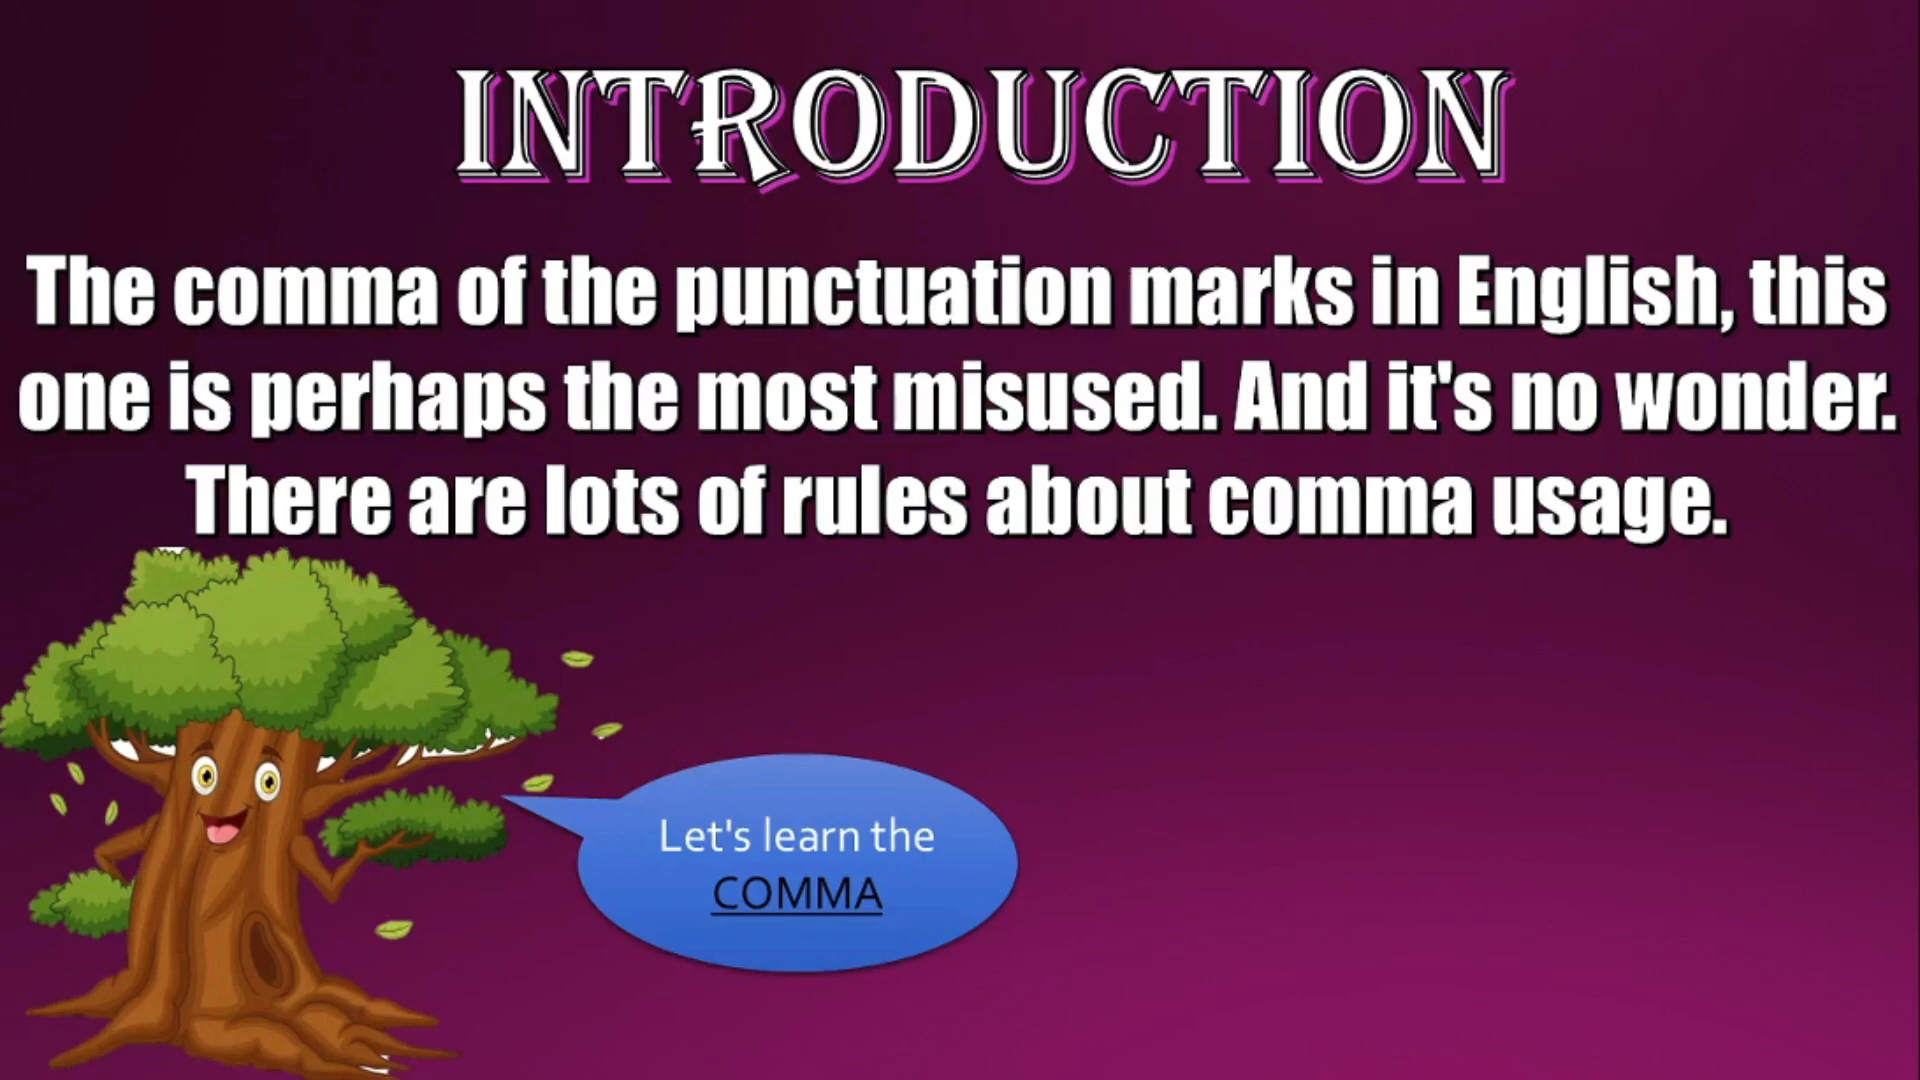 INTRODUCTION
The comma of the punctuation marks in English, this
one is perhaps the most misused. And it's no wonder.
There are lots of rules about comma usage.
Let's learn the
COMMA